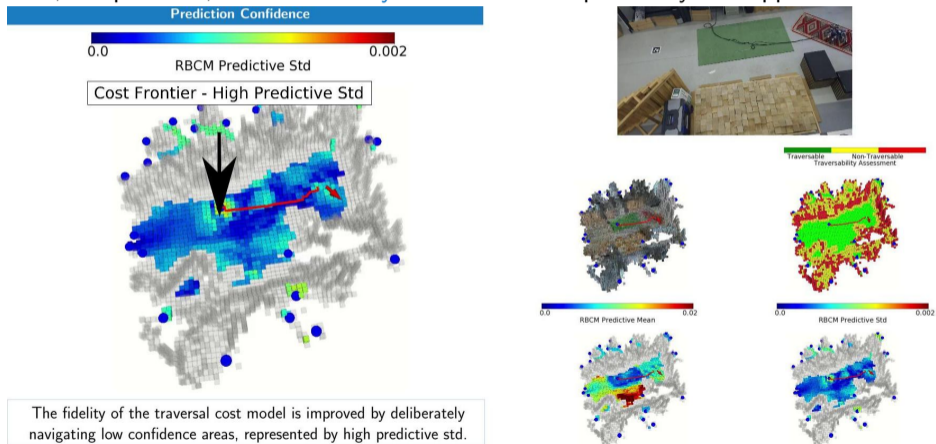 Prediction Confidence
0.0
0.002
RBCM Predictive Std
Cost Frontier - High Predictive Std
The fidelity of the traversal cost model is improved by deliberately
navigating low confidence areas, represented by high predictive std.
Traversable
Non-Traversable
Traversability Assessment
0.0
0.02
RBCM Predictive Mean
0.0
0.002
RBCM Predictive Std